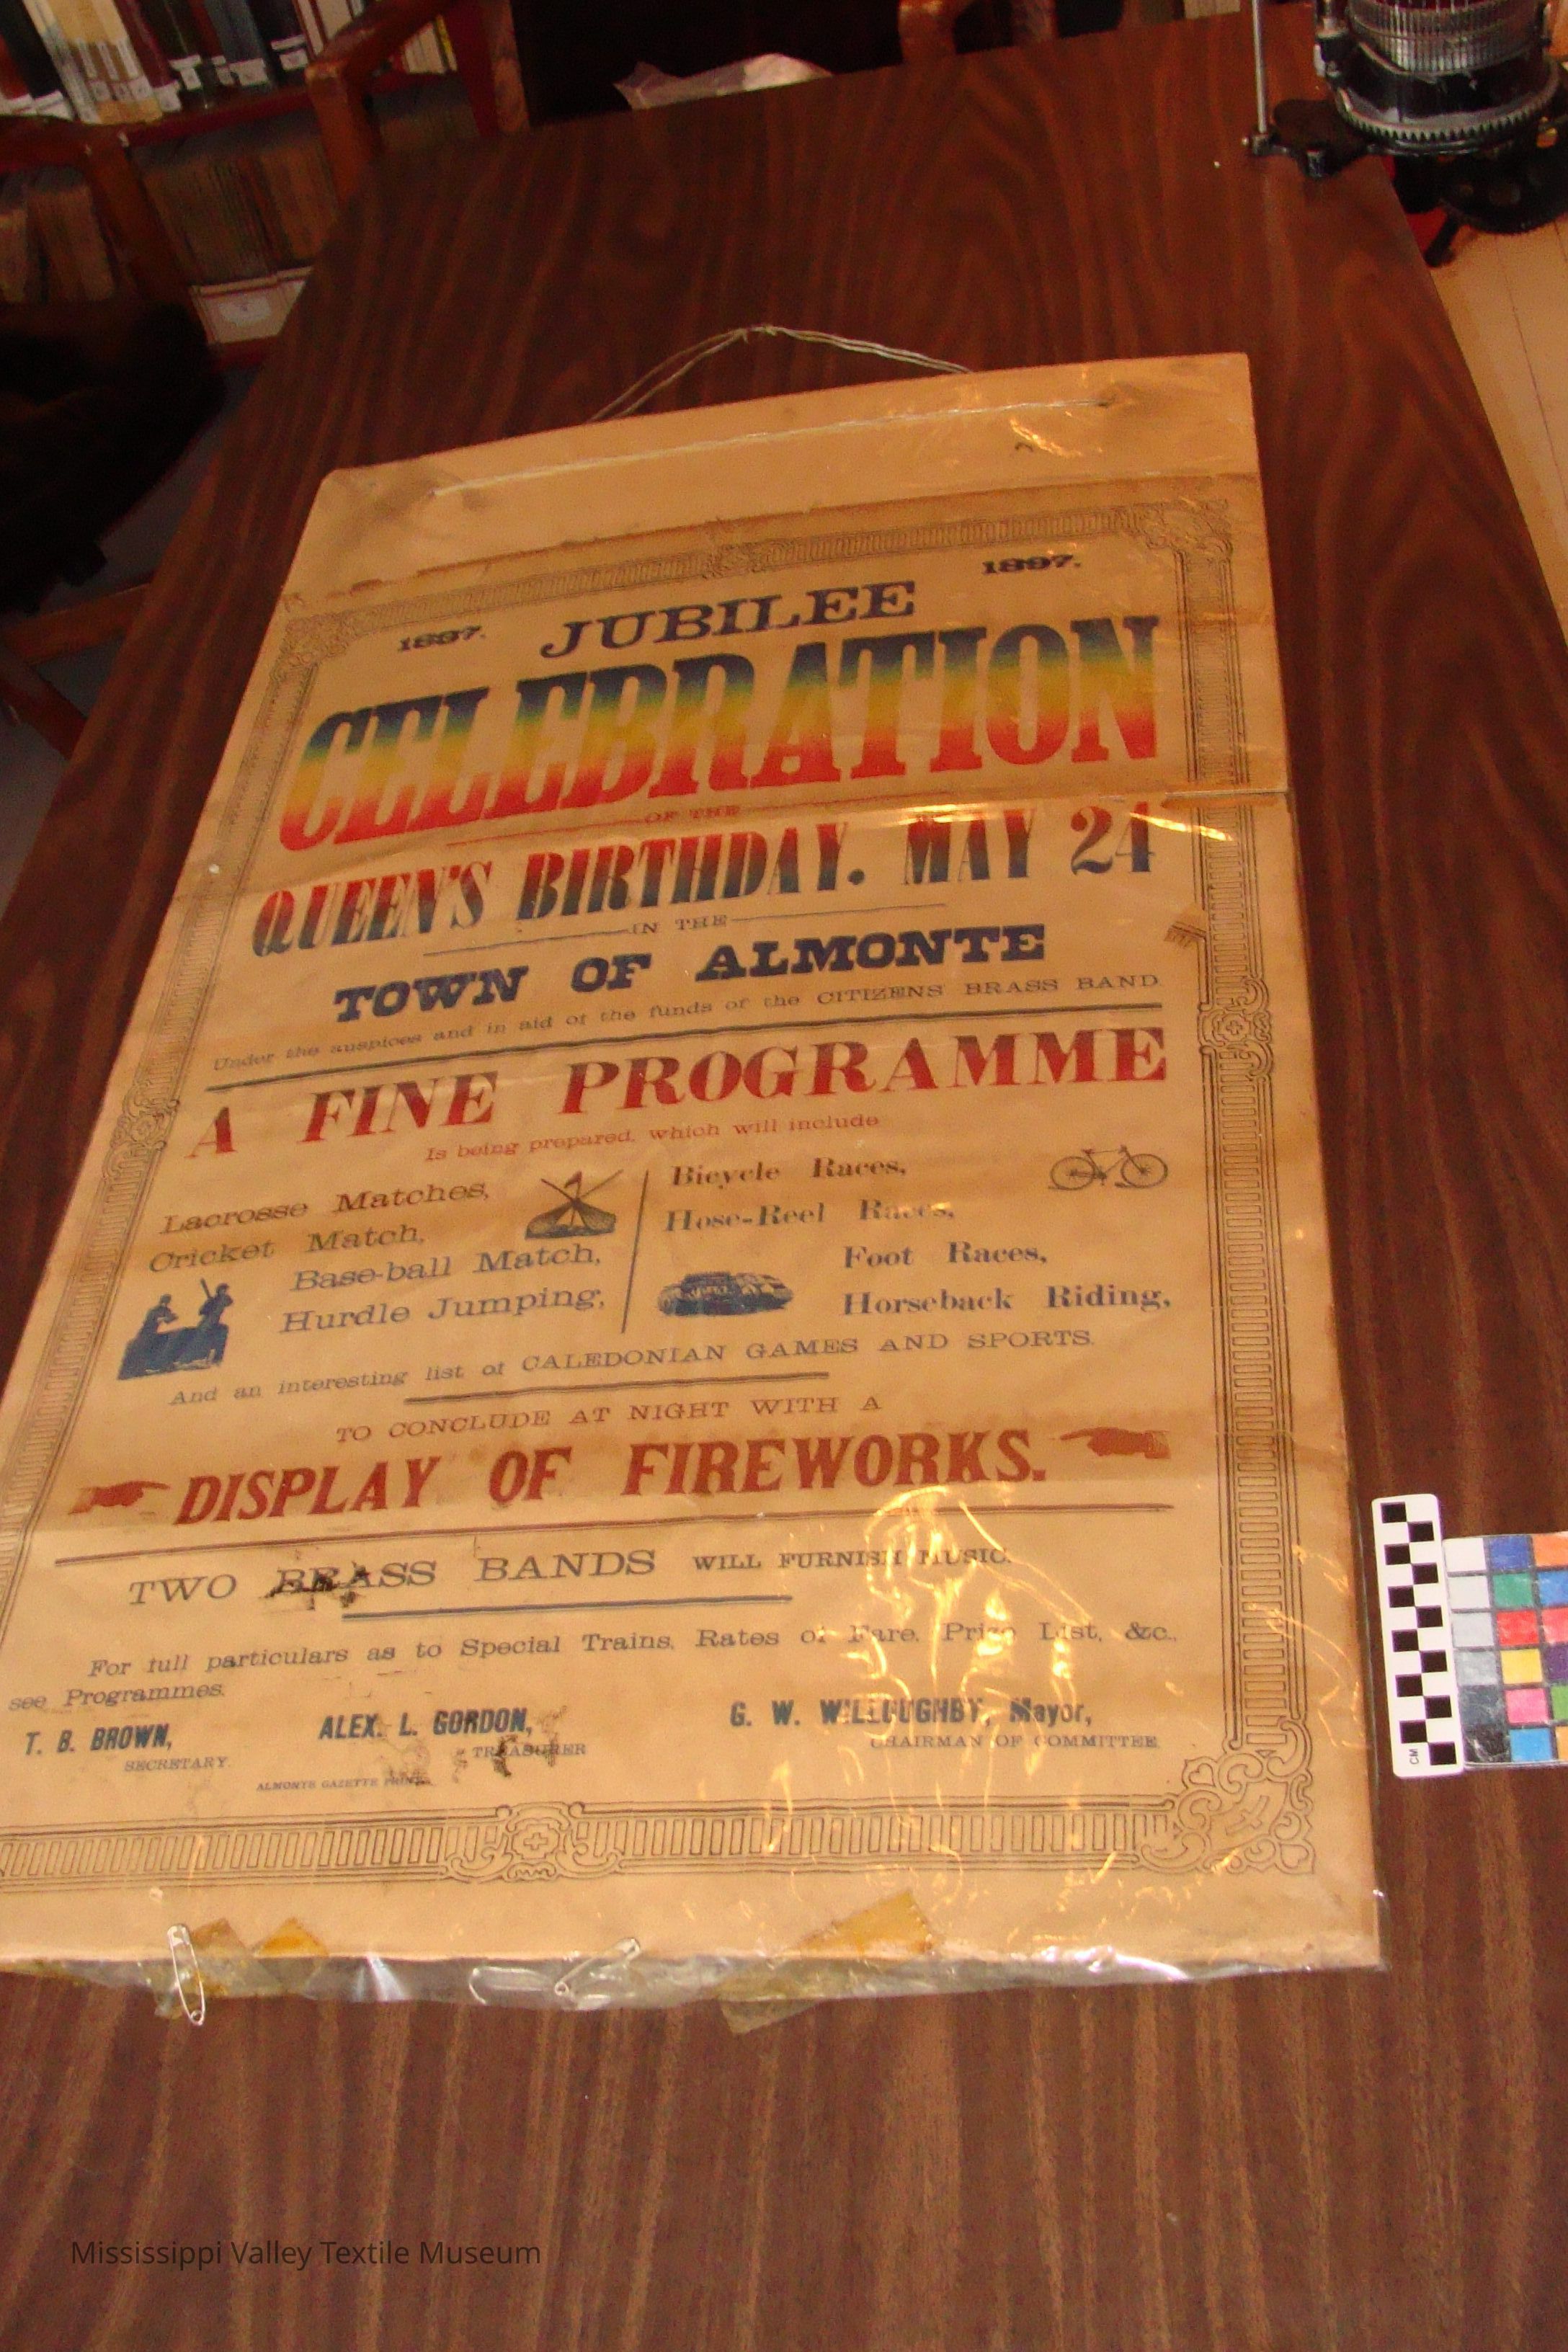 1897. JUBILEE 1897.
CELEBRATION
OF THE
QUEEN'S BIRTHDAY. MAY 24
IN THE
TOWN OF ALMONTE
Under the auspices and in aid of the funds of the CITIZENS BRASS BAND
A FINE PROGRAMME
Is being prepared, which will include
Lacrosse Matches,
Cricket Match,
Base-ball Match,
Hurdle Jumping,
Bicycle Races,
Hose-Reel Races,
Foot Races,
Horseback Riding,
And an interesting list of CALEDONIAN GAMES AND SPORTS.
TO CONCLUDE AT NIGHT WITH A
DISPLAY OF FIREWORKS.
TWO BRASS BANDS WILL FURNISH MUSIC.
For full particulars as to Special Trains, Rates of Fare, Prize List, &c.,
see Programmes.
T. B. BROWN,
SECRETARY
ALEX. L. GORDON,
TREASURER
G. W. WILLOUGHBY, Mayor,
CHAIRMAN OF COMMITTEE
ALMONTE GAZETTE PRINT
CM
Mississippi Valley Textile Museum